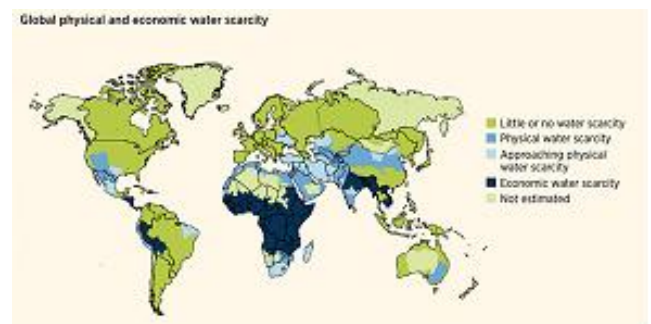 Global physical and economic water scarcity
Little or no water scarcity
Physical water scarcity
Approaching physical
water scarcity
Economic water scarcity
Not estimated